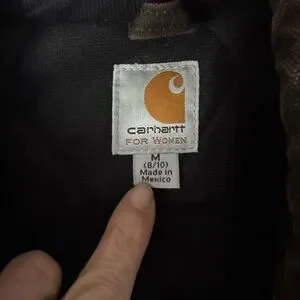 carhartt
FOR WOMEN
M
(8/10)
Made in
Mexico